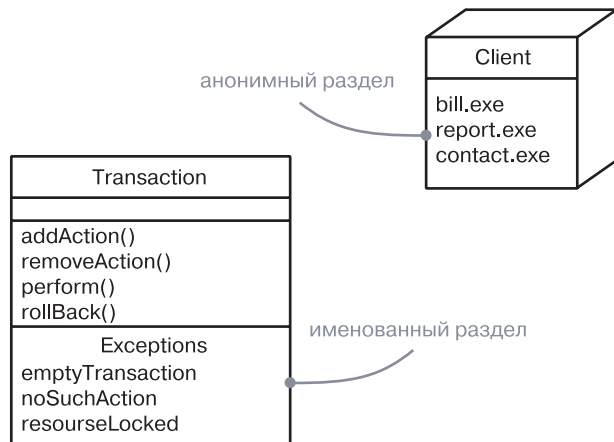 Client
анонимный раздел
bill.exe
report.exe
contact.exe
Transaction
addAction()
removeAction()
perform()
rollBack()
Exceptions
именованный раздел
emptyTransaction
noSuchAction
resourseLocked